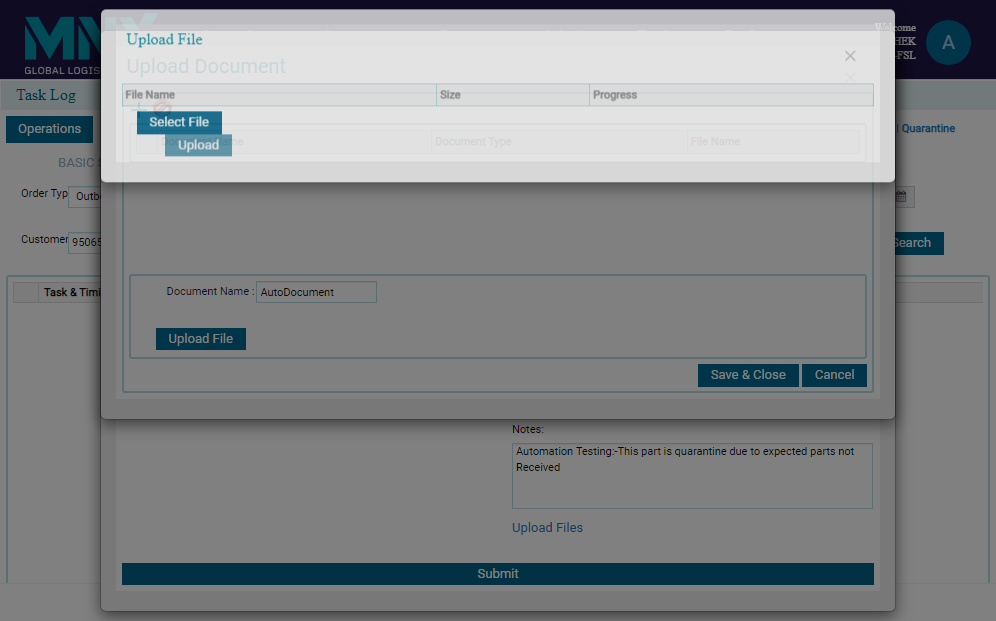 MNX
GLOBAL LOGIS
Welcome
HEK
FSL
A
Task Log
Operations
| Quarantine
BASIC
Order Typ
Outb
Customer
95065
Search
Task & Timi
Upload File
Upload Document
File Name
Size
Progress
Select File
Upload
Document Type
File Name
Document Name :
AutoDocument
Upload File
Save & Close
Cancel
Notes:
Automation Testing:-This part is quarantine due to expected parts not
Received
Upload Files
Submit